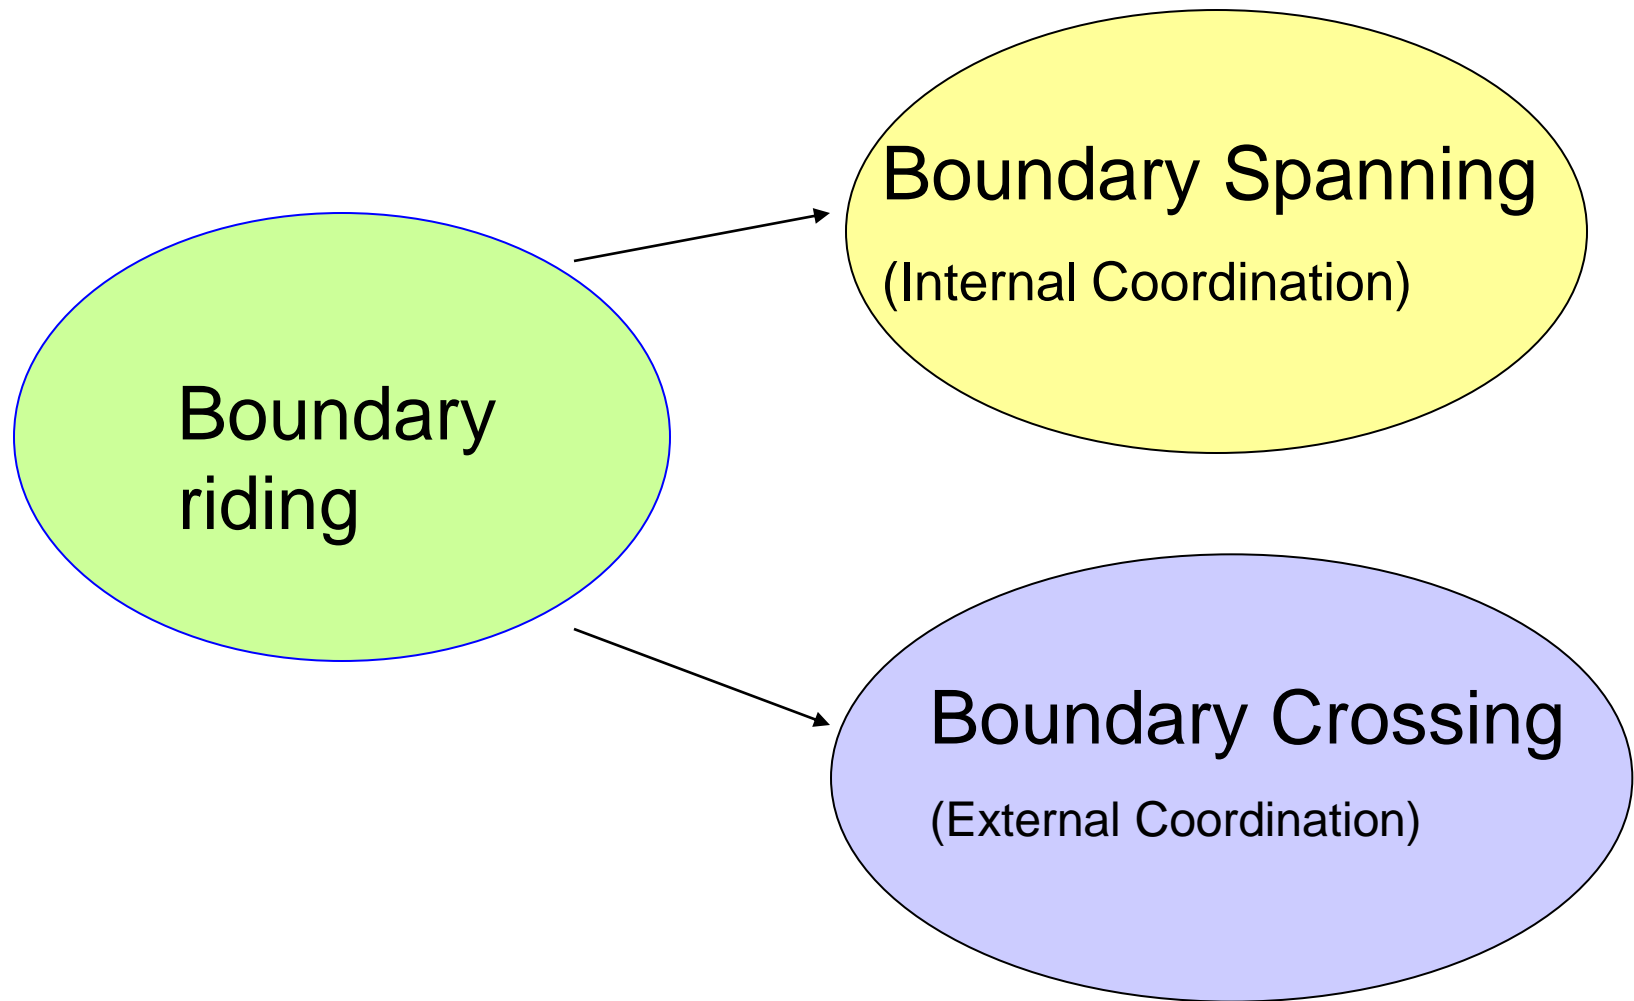 Boundary
riding
Boundary Spanning
(Internal Coordination)
Boundary Crossing
(External Coordination)